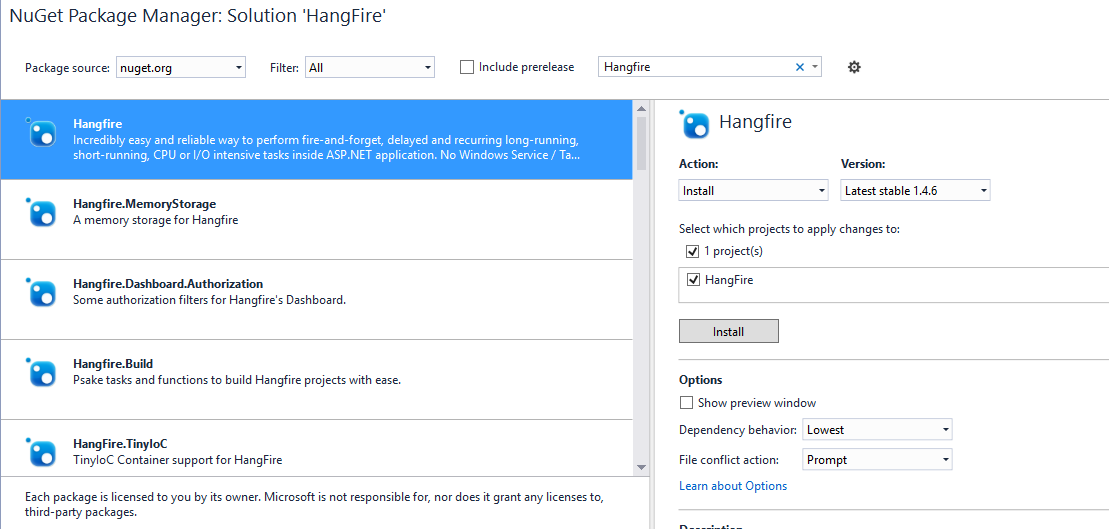 NuGet Package Manager: Solution 'HangFire'
Package source: nuget.org Filter: All Include prerelease Hangfire
Hangfire
Incredibly easy and reliable way to perform fire-and-forget, delayed and recurring long-running,
short-running, CPU or I/O intensive tasks inside ASP.NET application. No Windows Service / Ta...
Hangfire.MemoryStorage
A memory storage for Hangfire
Hangfire.Dashboard.Authorization
Some authorization filters for Hangfire's Dashboard.
Hangfire.Build
Psake tasks and functions to build Hangfire projects with ease.
HangFire.TinyIoC
TinyIoC Container support for HangFire
Each package is licensed to you by its owner. Microsoft is not responsible for, nor does it grant any licenses to,
third-party packages.
Hangfire
Action: Version:
Install Latest stable 1.4.6
Select which projects to apply changes to:
1 project(s)
HangFire
Install
Options
Show preview window
Dependency behavior: Lowest
File conflict action: Prompt
Learn about Options
Description